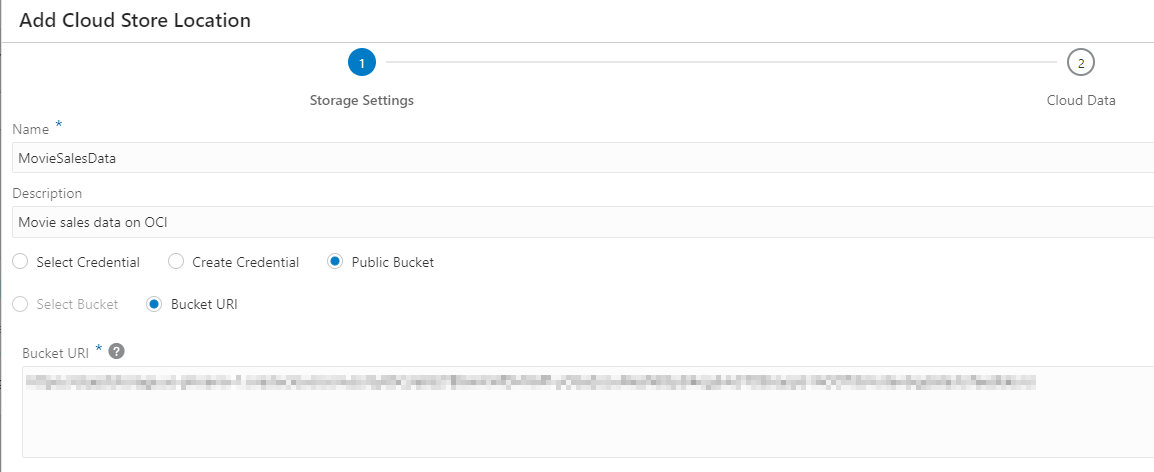 Add Cloud Store Location
1
2
Storage Settings
Cloud Data
Name *
MovieSalesData
Description
Movie sales data on OCI
Select Credential Create Credential Public Bucket
Select Bucket Bucket URI
Bucket URI * ?